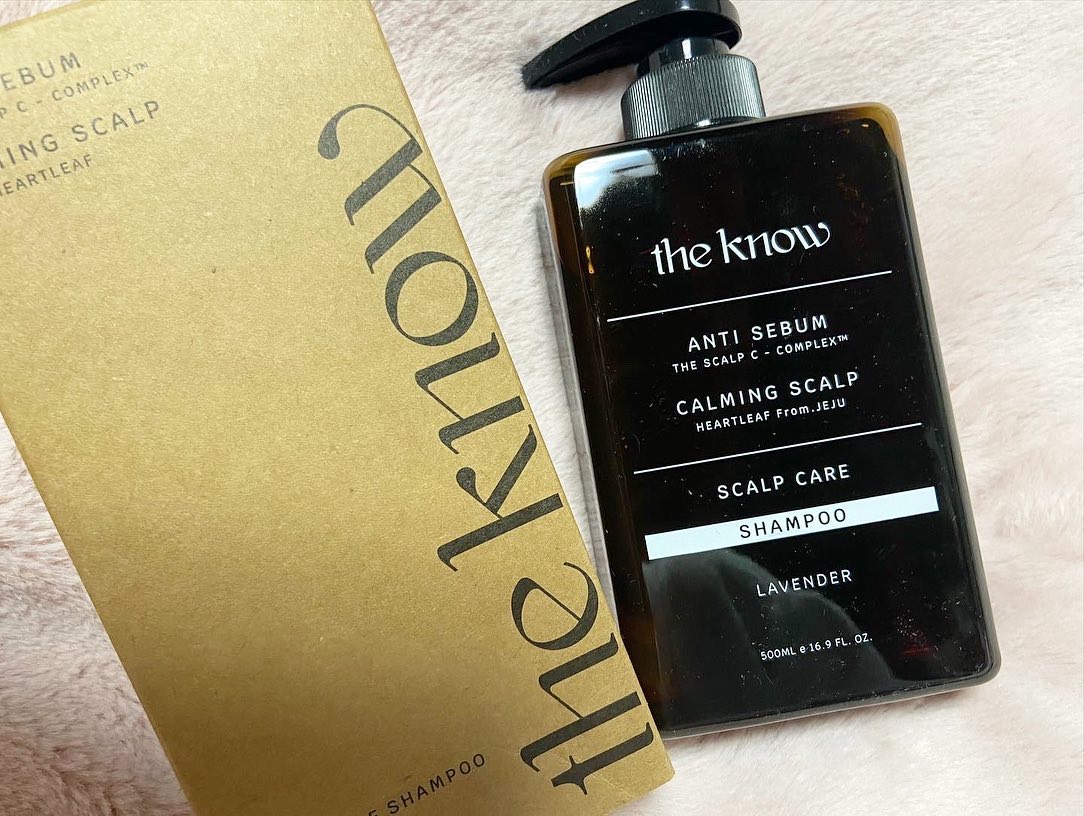 EBUM
P C - COMPLEX™
ING SCALP
HEARTLEAF
the know
E SHAMPOO
the know
ANTI SEBUM
THE SCALP C - COMPLEX™
CALMING SCALP
HEARTLEAF From.JEJU
SCALP CARE
SHAMPOO
LAVENDER
500ML e 16.9 FL. OZ.